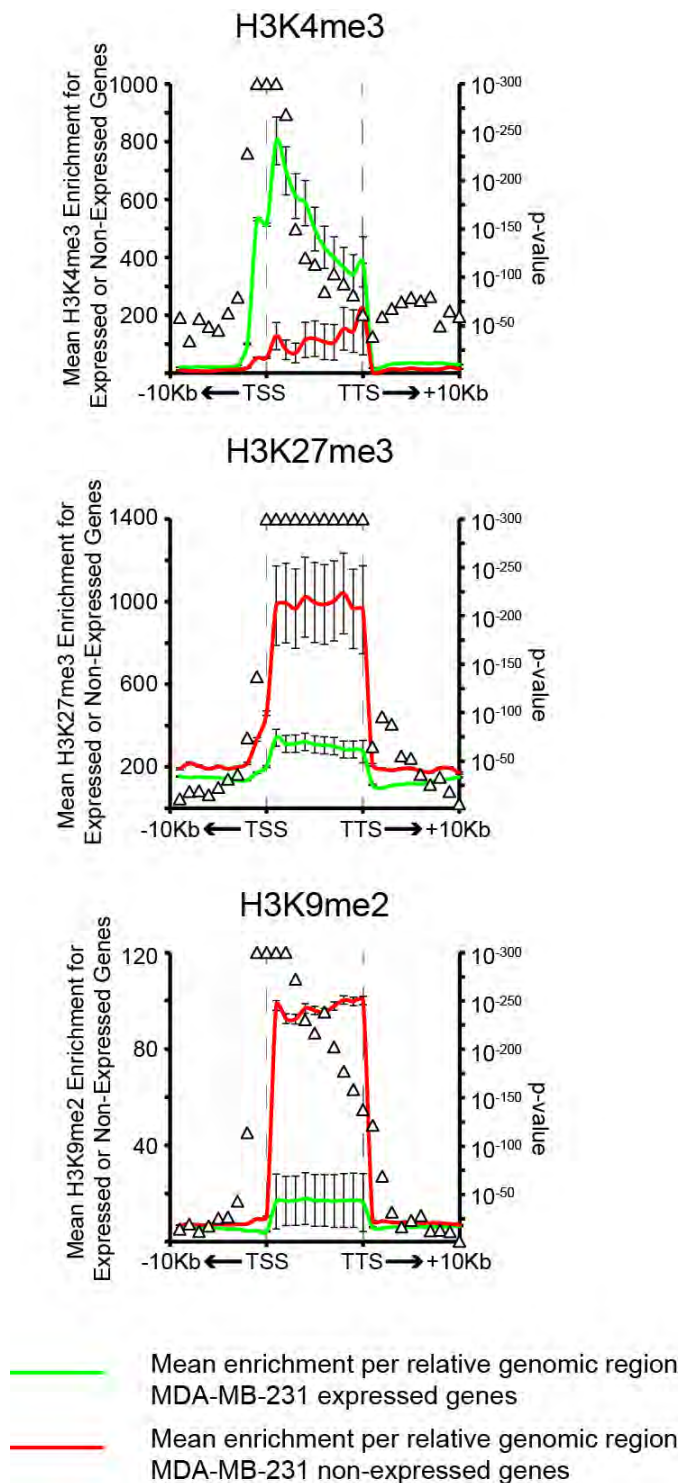 H3K4me3
Mean H3K4me3 Enrichment for
Expressed or Non-Expressed Genes
1000
800
600
400
200
10-300
10-250
10-200
10-150
10-100
10-50
p-value
-10Kb ← TSS TTS → +10Kb
H3K27me3
Mean H3K27me3 Enrichment for
Expressed or Non-Expressed Genes
1400
1000
600
200
10-300
10-250
10-200
10-150
10-100
10-50
p-value
-10Kb ← TSS TTS → +10Kb
H3K9me2
Mean H3K9me2 Enrichment for
Expressed or Non-Expressed Genes
120
80
40
10-300
10-250
10-200
10-150
10-100
10-50
p-value
-10Kb ← TSS TTS → +10Kb
Mean enrichment per relative genomic region
MDA-MB-231 expressed genes
Mean enrichment per relative genomic region
MDA-MB-231 non-expressed genes